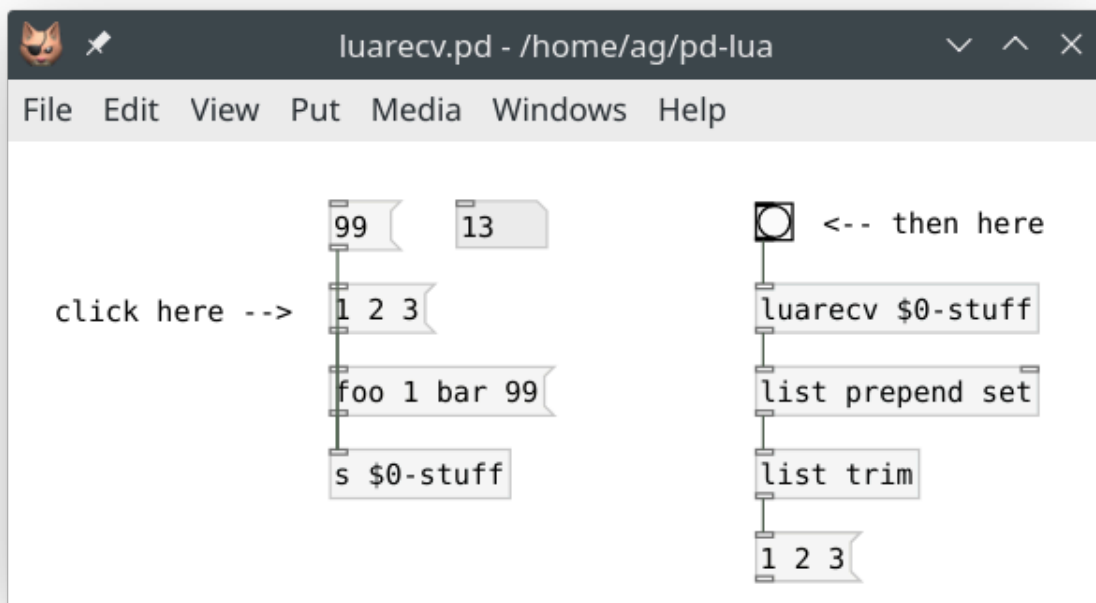 luarecv.pd - /home/ag/pd-lua
File Edit View Put Media Windows Help
99
13
<-- then here
click here -->
1 2 3
luarecv $0-stuff
foo 1 bar 99
list prepend set
s $0-stuff
list trim
1 2 3